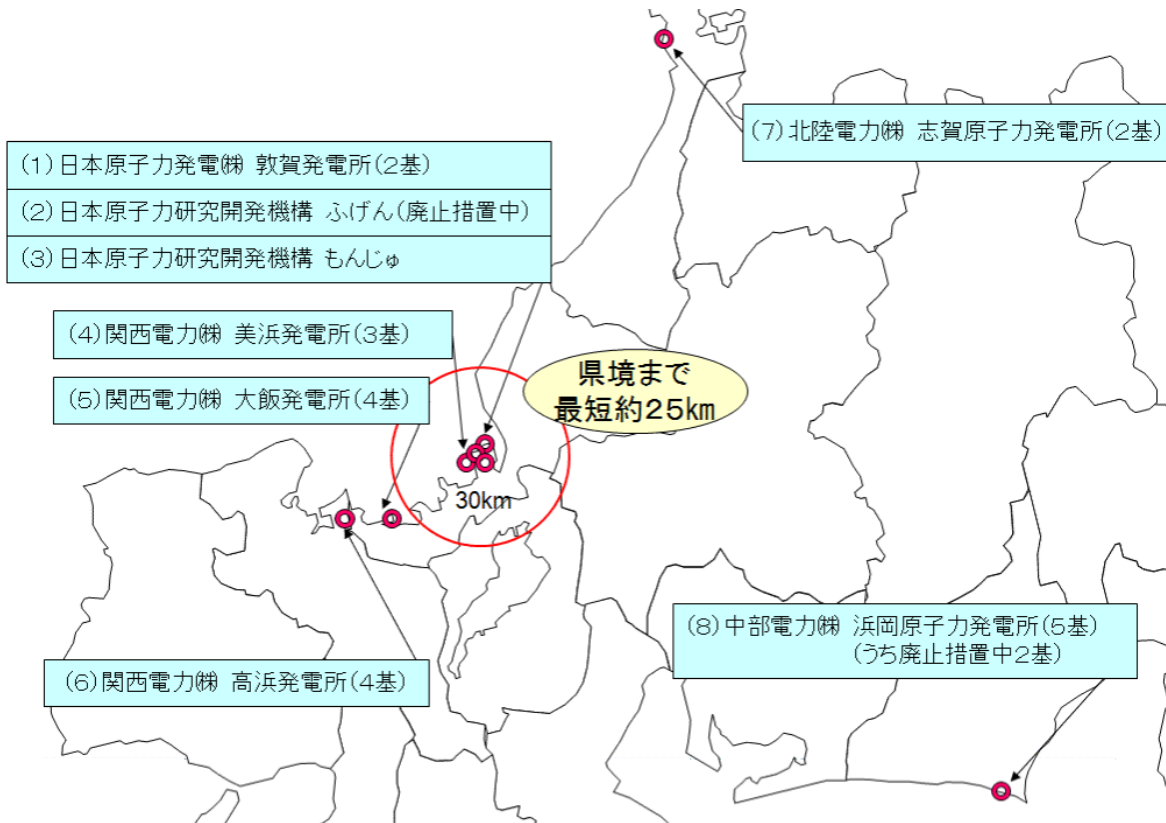 (7)北陸電力㈱ 志賀原子力発電所(2基)
(1)日本原子力発電㈱ 敦賀発電所(2基)
(2)日本原子力研究開発機構 ふげん(廃止措置中)
(3)日本原子力研究開発機構 もんじゅ
(4)関西電力㈱ 美浜発電所(3基)
(5)関西電力㈱ 大飯発電所(4基)
県境まで
最短約25km
30km
(8)中部電力㈱ 浜岡原子力発電所(5基)
(うち廃止措置中2基)
(6)関西電力㈱ 高浜発電所(4基)